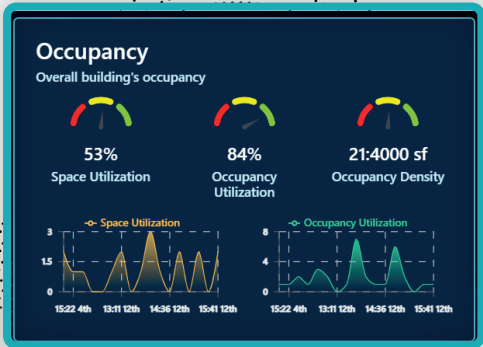 Occupancy
Overall building's occupancy
53%
Space Utilization
84%
Occupancy
Utilization
21:4000 sf
Occupancy Density
Space Utilization
3
1.5
0
15:22 4th 13:11 12th 14:36 12th 15:41 12th
Occupancy Utilization
8
4
0
15:22 4th 13:11 12th 14:36 12th 15:41 12th